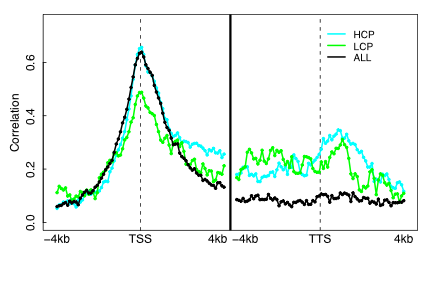 HCP
LCP
ALL
Correlation
0.6
0.4
0.2
0.0
−4kb TSS 4kb −4kb TTS 4kb